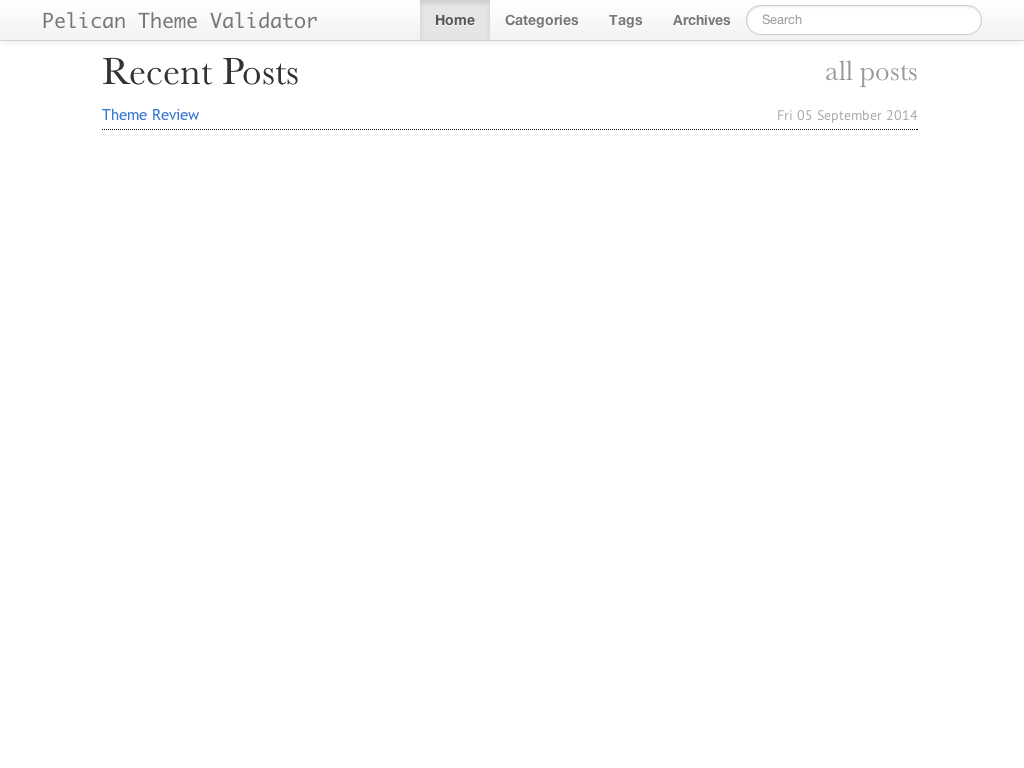 Pelican Theme Validator Home Categories Tags Archives Search
Recent Posts all posts
Theme Review Fri 05 September 2014